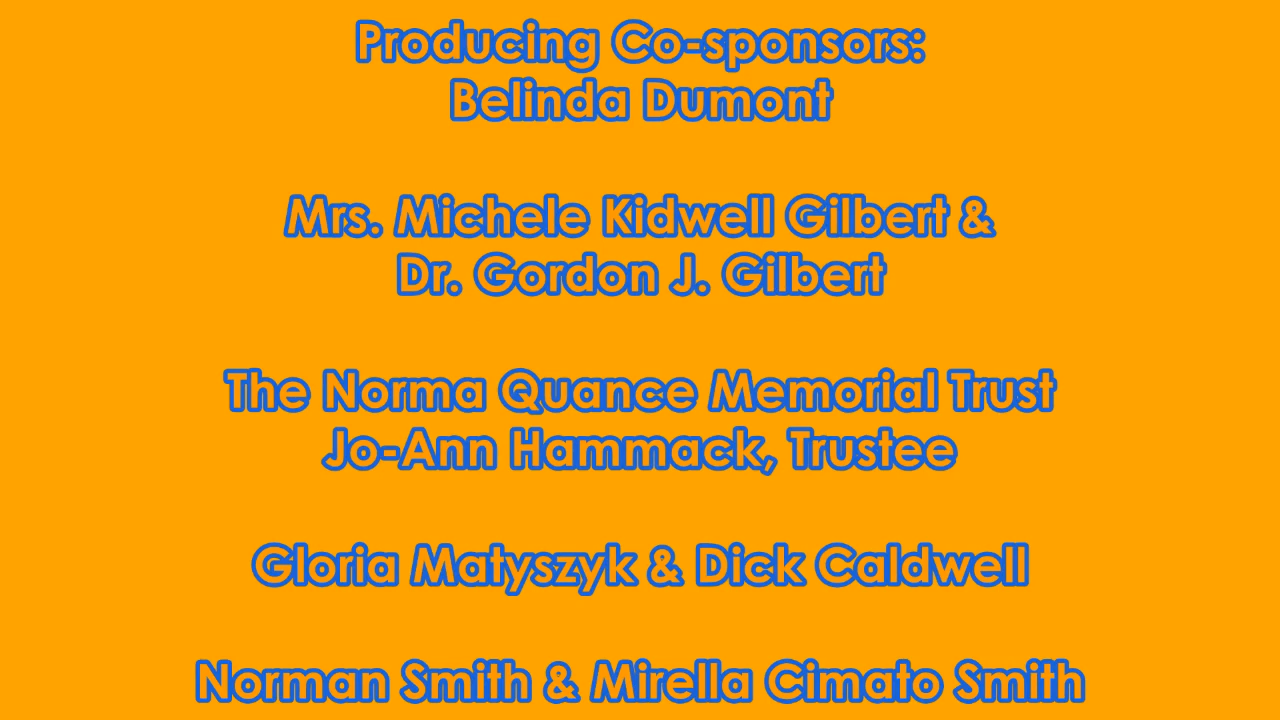 Producing Co-sponsors:
Belinda Dumont
Mrs. Michele Kidwell Gilbert &
Dr. Gordon J. Gilbert
The Norma Quance Memorial Trust
Jo-Ann Hammack, Trustee
Gloria Matyszyk & Dick Caldwell
Norman Smith & Mirella Cimato Smith